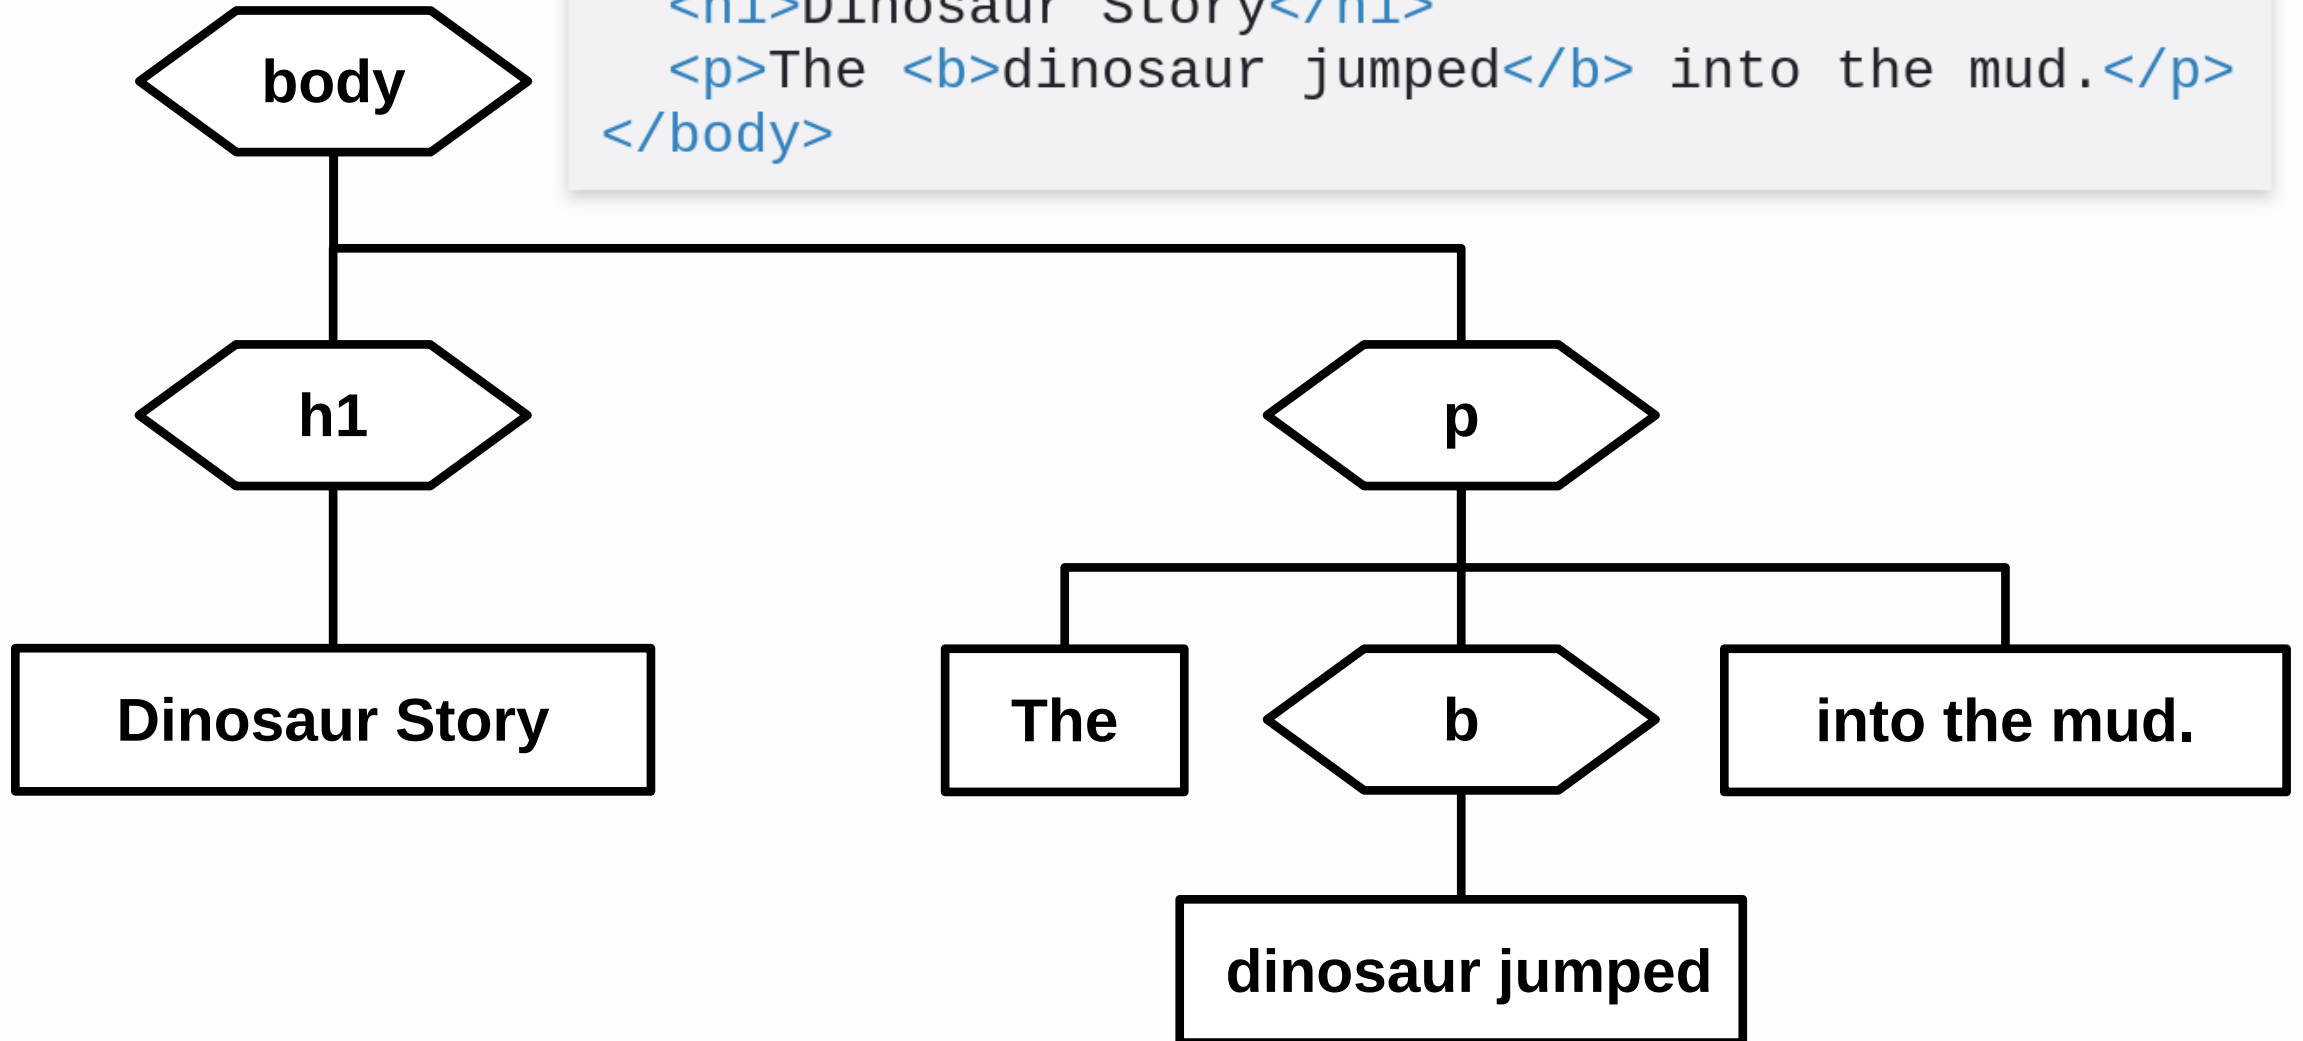 <h1>Dinosaur Story</h1>
<p>The <b>dinosaur jumped</b> into the mud.</p>
</body>
body
h1
p
Dinosaur Story
The
b
into the mud.
dinosaur jumped